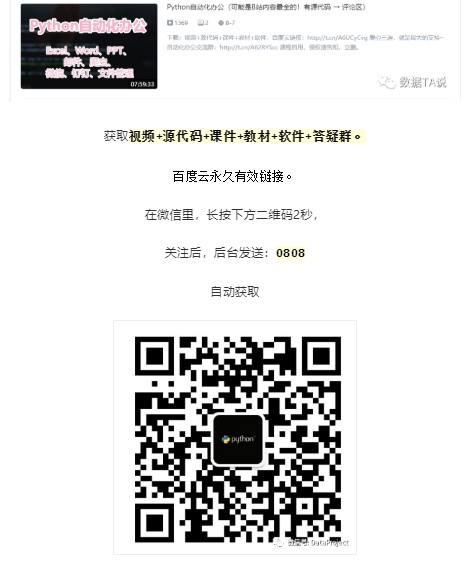 Python自动化办公（可能是B站内容最全的！有源代码 → 评论区）
Python自动化办公
Excel、Word、PPT、
邮件、爬虫、
微信、钉钉、文件管理
07:59:33
1369
2
8-7
数据TA说
获取视频+源代码+课件+教材+软件+答疑群。
百度云永久有效链接。
在微信里，长按下方二维码2秒，
关注后，后台发送：0808
自动获取
python
微信号: DataProject